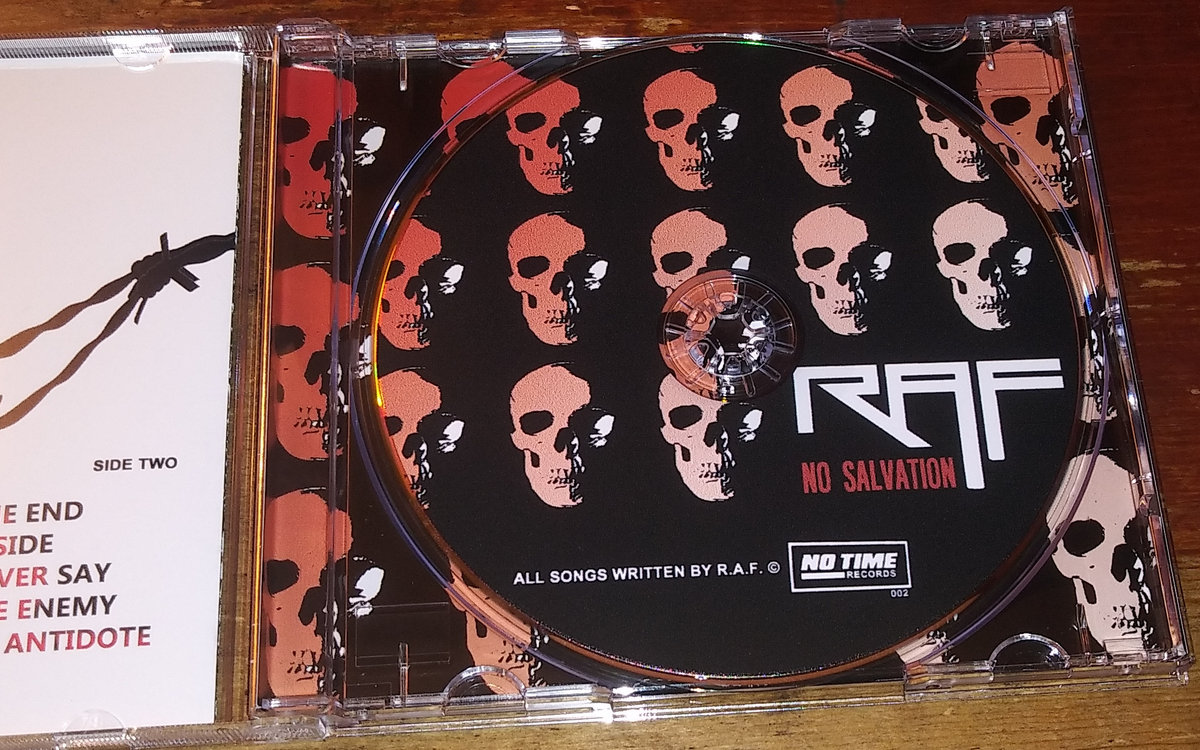 SIDE TWO
E END
SIDE
VER SAY
E ENEMY
ANTIDOTE
RAF
NO SALVATION
ALL SONGS WRITTEN BY R.A.F. ©
NO TIME
RECORDS
002